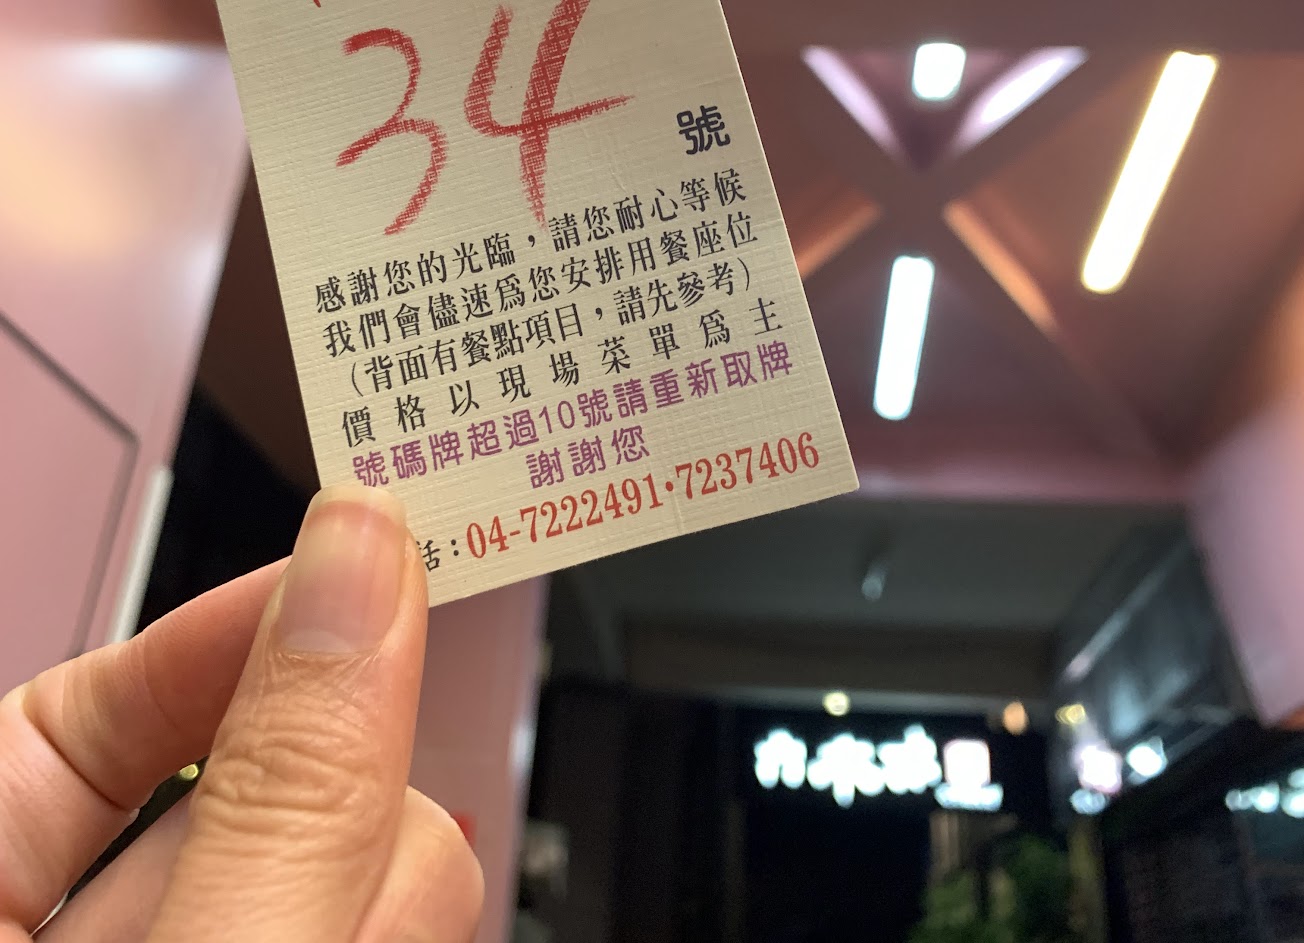 34
號
感謝您的光臨，請您耐心等候
我們會儘速爲您安排用餐座位
（背面有餐點項目，請先參考）
價格以現場菜單爲主
號碼牌超過10號請重新取牌
謝謝您
話：04-7222491·7237406